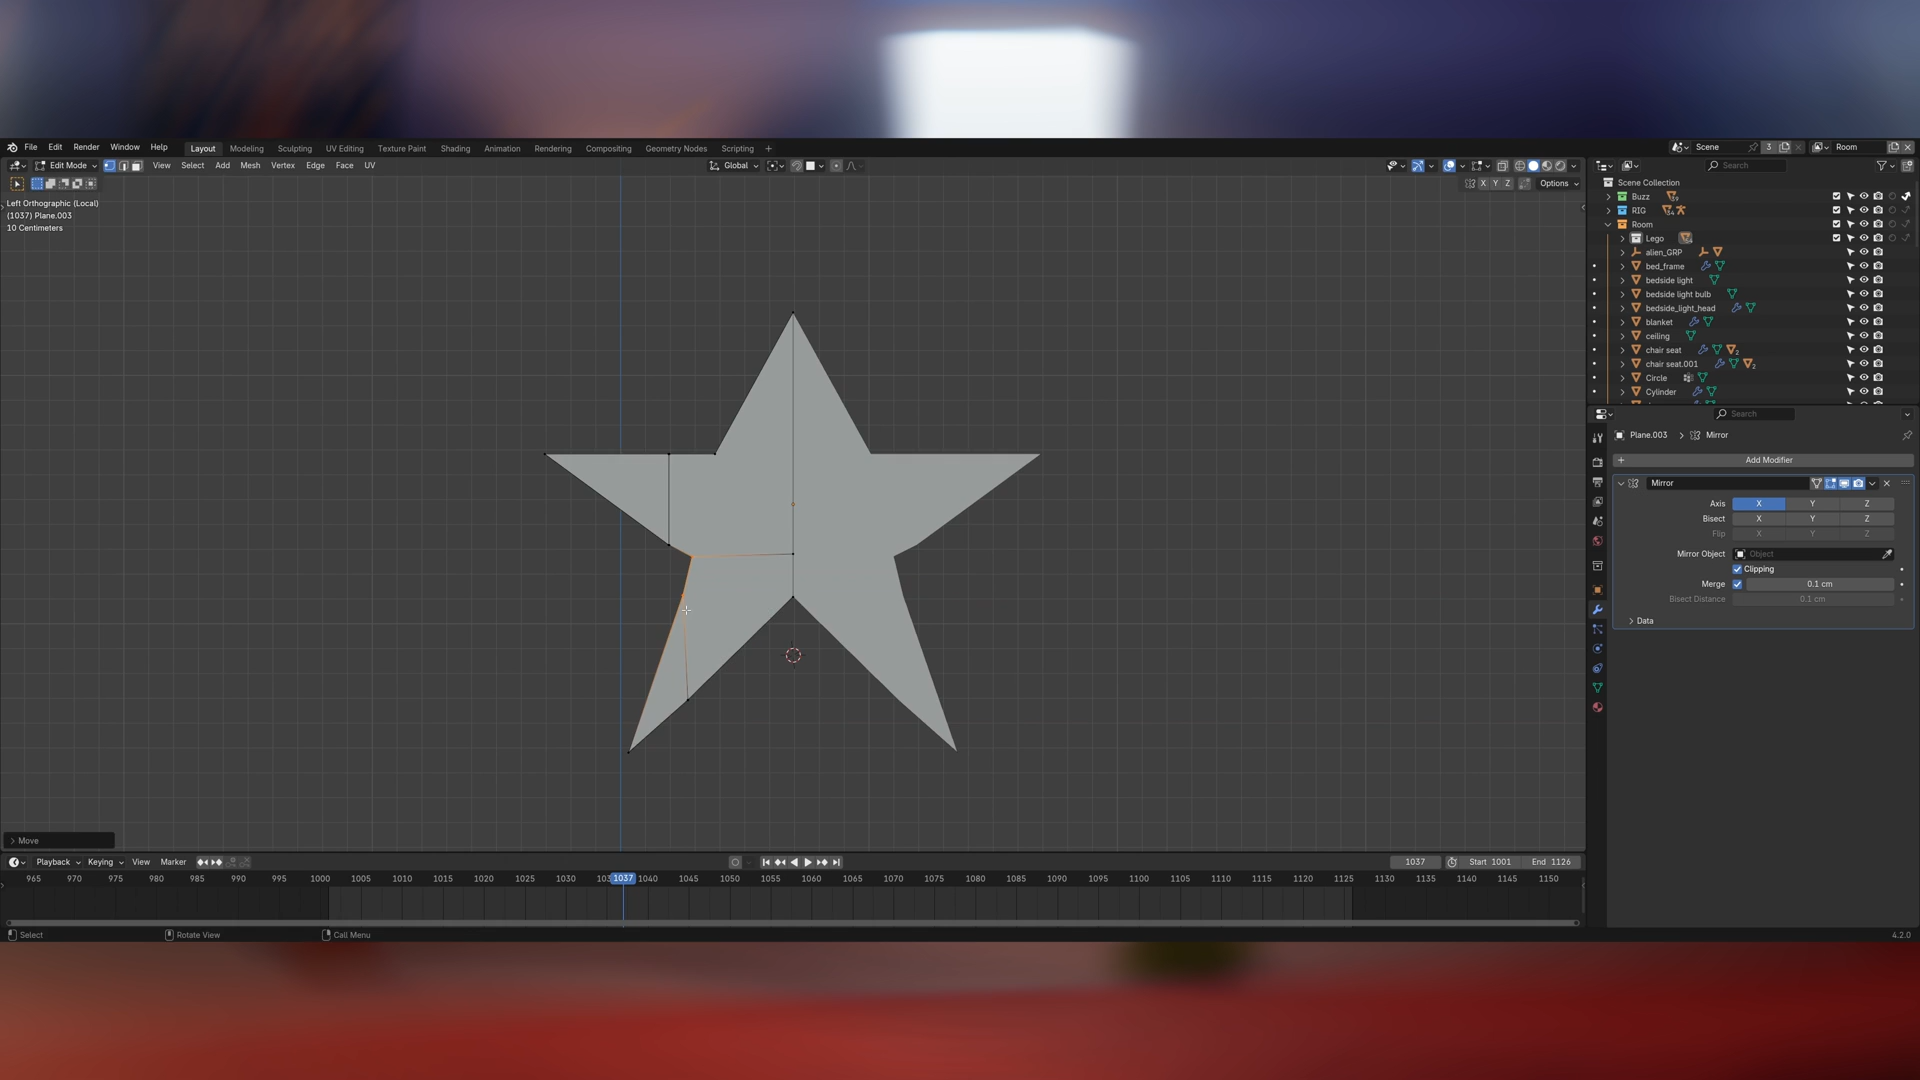 File Edit Render Window Help Layout Modeling Sculpting UV Editing Texture Paint Shading Animation Rendering Compositing Geometry Nodes Scripting + Scene 3 Room
Edit Mode View Select Add Mesh Vertex Edge Face UV Global Search
X Y Z Options
Left Orthographic (Local)
(1037) Plane.003
10 Centimeters
Scene Collection
Buzz
RIG
Room
Lego
alien_GRP
bed_frame
bedside light
bedside light bulb
bedside_light_head
blanket
ceiling
chair seat 2
chair seat.001 2
Circle
Cylinder
Search
Plane.003 > Mirror
+ Add Modifier
Mirror
Axis X Y Z
Bisect X Y Z
Flip X Y Z
Mirror Object Object
Clipping
Merge 0.1 cm
Bisect Distance 0.1 cm
Data
Move
Playback Keying View Marker 1037 Start 1001 End 1126
965 970 975 980 985 990 995 1000 1005 1010 1015 1020 1025 1030 1037 1040 1045 1050 1055 1060 1065 1070 1075 1080 1085 1090 1095 1100 1105 1110 1115 1120 1125 1130 1135 1140 1145 1150
Select Rotate View Call Menu 4.2.0